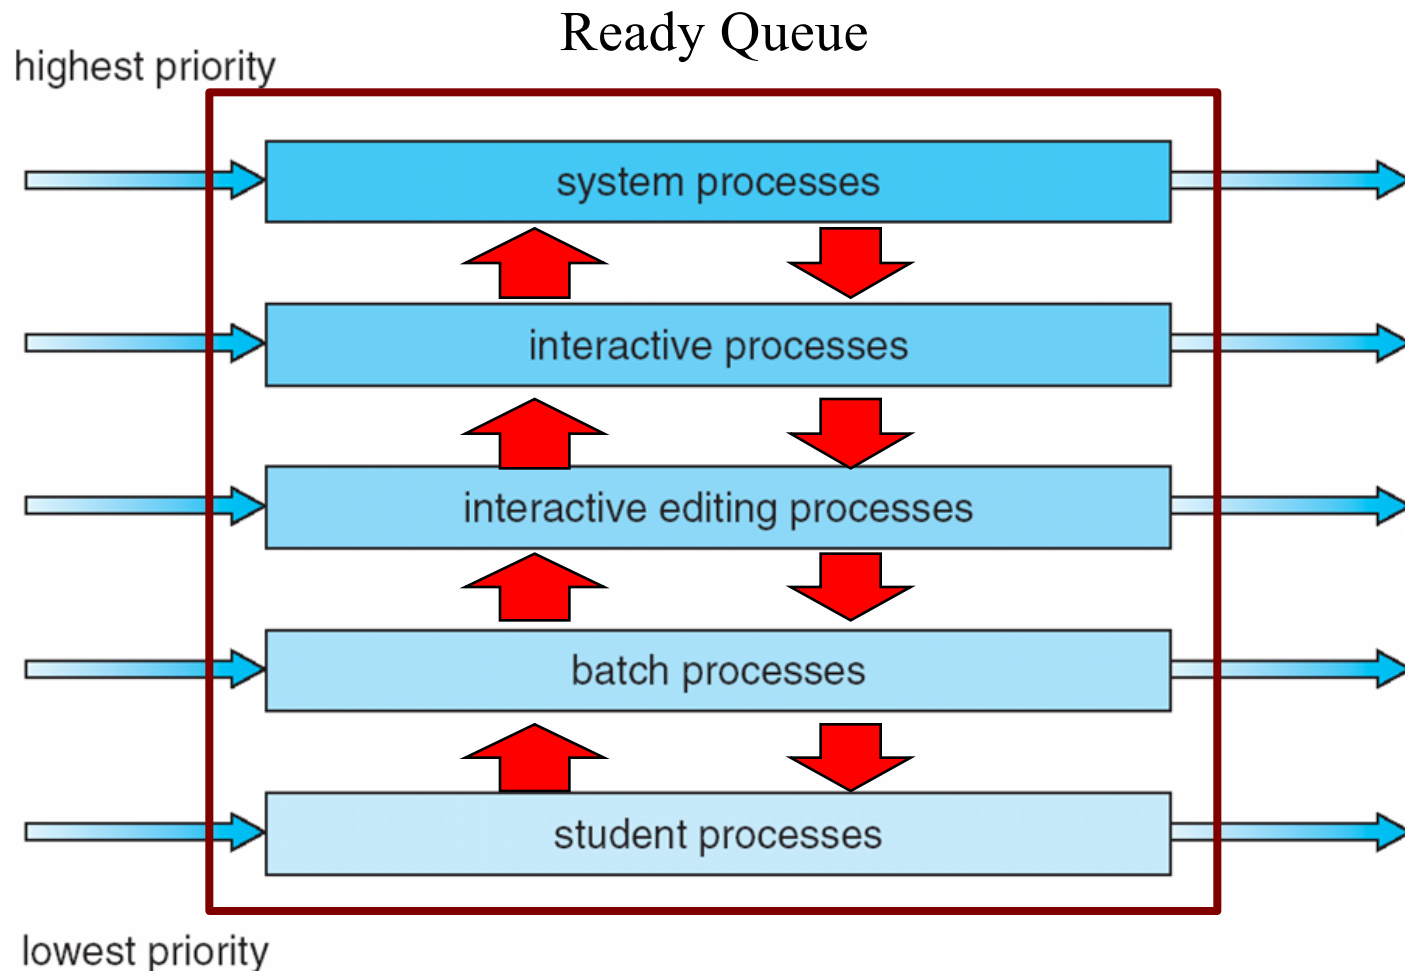 Ready Queue
highest priority
system processes
interactive processes
interactive editing processes
batch processes
student processes
lowest priority